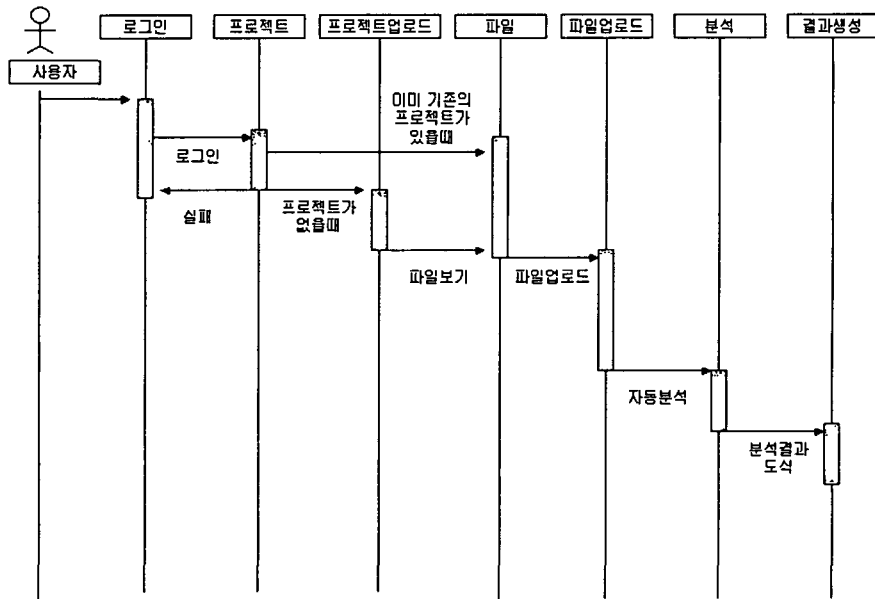 로그인
프로젝트
프로젝트업로드
파일
파일업로드
분석
결과생성
사용자
이미 기존의
프로젝트가
있을때
로그인
실패
프로젝트가
없을때
파일보기
파일업로드
자동분석
분석결과
도식